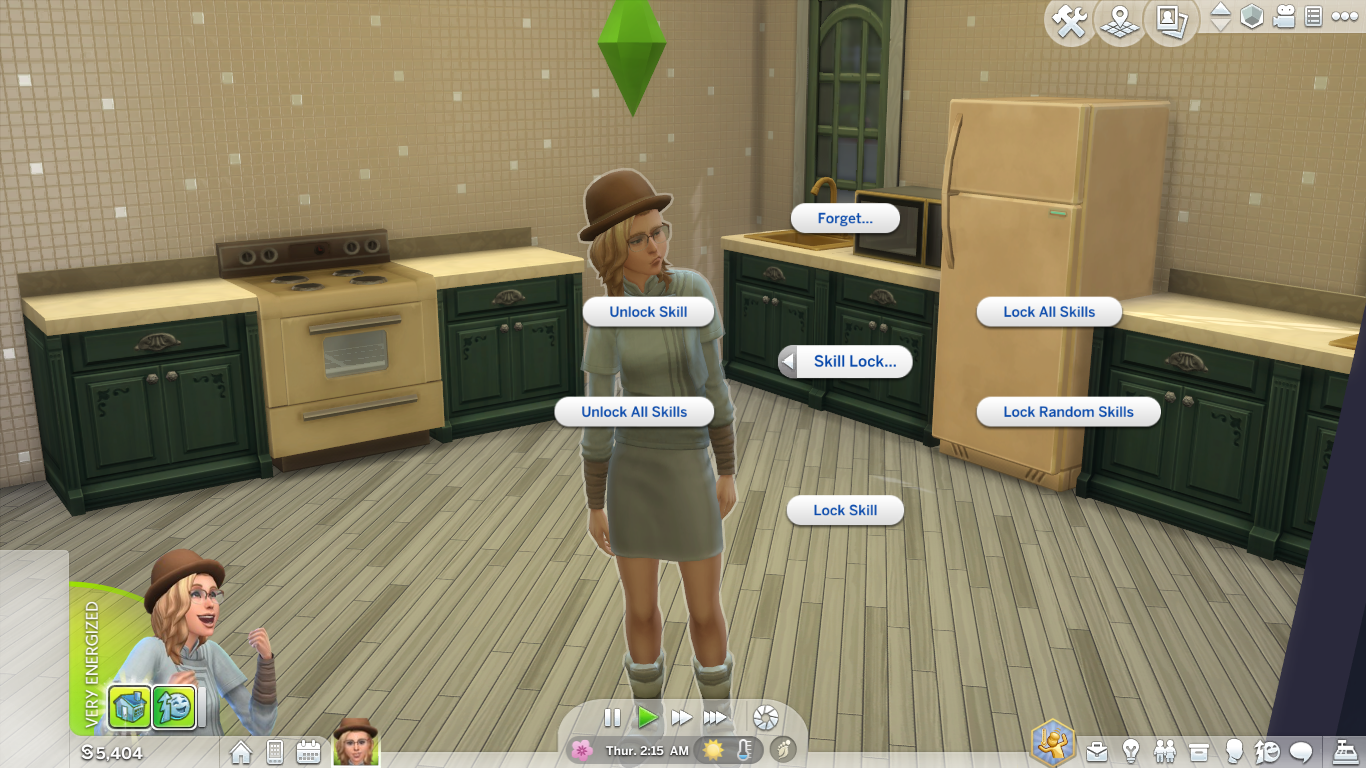 Forget...
Unlock Skill
Lock All Skills
Skill Lock...
Unlock All Skills
Lock Random Skills
Lock Skill
VERY ENERGIZED
§5,404
Thur. 2:15 AM